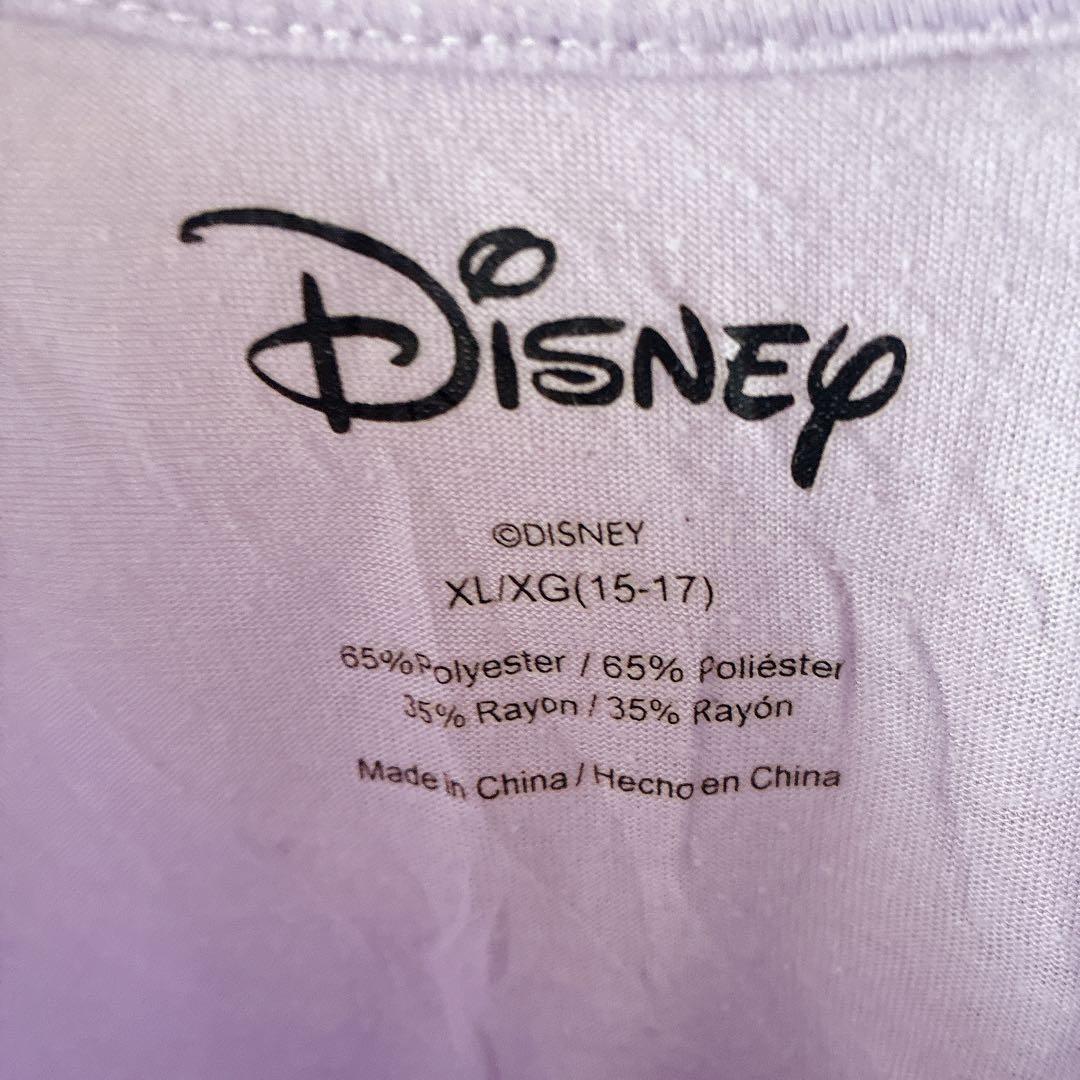 Disney
©DISNEY
XL/XG(15-17)
65%Polyester / 65% Poliéster
35% Rayon / 35% Rayón
Made in China / Hecho en China